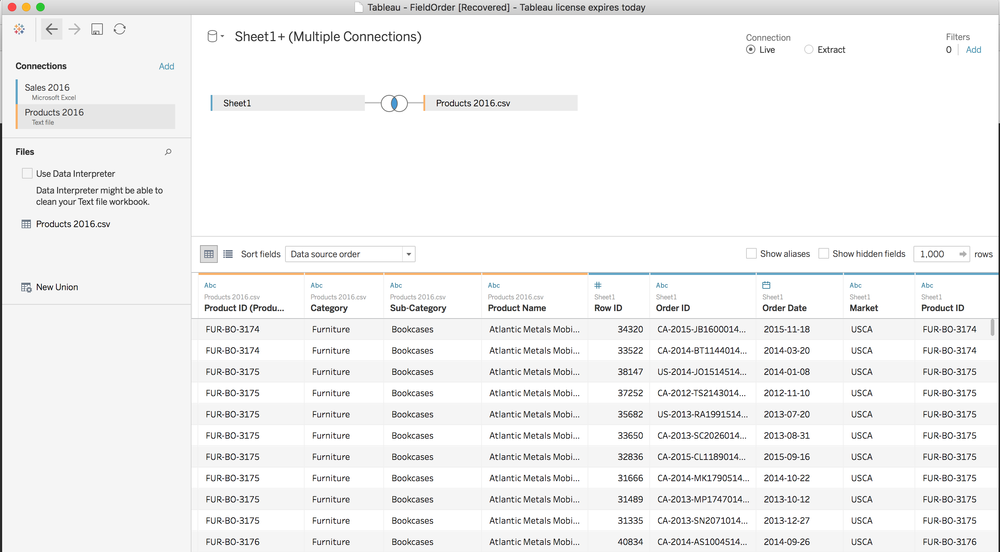 Tableau - FieldOrder [Recovered] - Tableau license expires today
Sheet1+ (Multiple Connections)
Connection
Live Extract
Filters
0 Add
Connections Add
Sales 2016
Microsoft Excel
Products 2016
Text file
Sheet1 Products 2016.csv
Files
Use Data Interpreter
Data Interpreter might be able to
clean your Text file workbook.
Products 2016.csv
New Union
Sort fields Data source order Show aliases Show hidden fields 1,000 rows
Abc Abc Abc Abc # Abc Abc Abc
Products 2016.csv Products 2016.csv Products 2016.csv Products 2016.csv Sheet1 Sheet1 Sheet1 Sheet1 Sheet1
Product ID (Produ... Category Sub-Category Product Name Row ID Order ID Order Date Market Product ID
FUR-BO-3174 Furniture Bookcases Atlantic Metals Mobi... 34320 CA-2015-JB1600014... 2015-11-18 USCA FUR-BO-3174
FUR-BO-3174 Furniture Bookcases Atlantic Metals Mobi... 33522 CA-2014-BT1144014... 2014-03-20 USCA FUR-BO-3174
FUR-BO-3175 Furniture Bookcases Atlantic Metals Mobi... 38147 US-2014-JO1514514... 2014-01-08 USCA FUR-BO-3175
FUR-BO-3175 Furniture Bookcases Atlantic Metals Mobi... 37252 CA-2012-TS2143014... 2012-11-10 USCA FUR-BO-3175
FUR-BO-3175 Furniture Bookcases Atlantic Metals Mobi... 35682 US-2013-RA1991514... 2013-07-20 USCA FUR-BO-3175
FUR-BO-3175 Furniture Bookcases Atlantic Metals Mobi... 33650 CA-2013-SC2026014... 2013-08-31 USCA FUR-BO-3175
FUR-BO-3175 Furniture Bookcases Atlantic Metals Mobi... 32836 CA-2015-CL1189014... 2015-09-16 USCA FUR-BO-3175
FUR-BO-3175 Furniture Bookcases Atlantic Metals Mobi... 31666 CA-2014-MK1790514... 2014-10-22 USCA FUR-BO-3175
FUR-BO-3175 Furniture Bookcases Atlantic Metals Mobi... 31489 CA-2013-MP1747014... 2013-10-12 USCA FUR-BO-3175
FUR-BO-3175 Furniture Bookcases Atlantic Metals Mobi... 31335 CA-2013-SN2071014... 2013-12-27 USCA FUR-BO-3175
FUR-BO-3176 Furniture Bookcases Atlantic Metals Mobi... 40834 CA-2014-AS1004514... 2014-09-26 USCA FUR-BO-3176